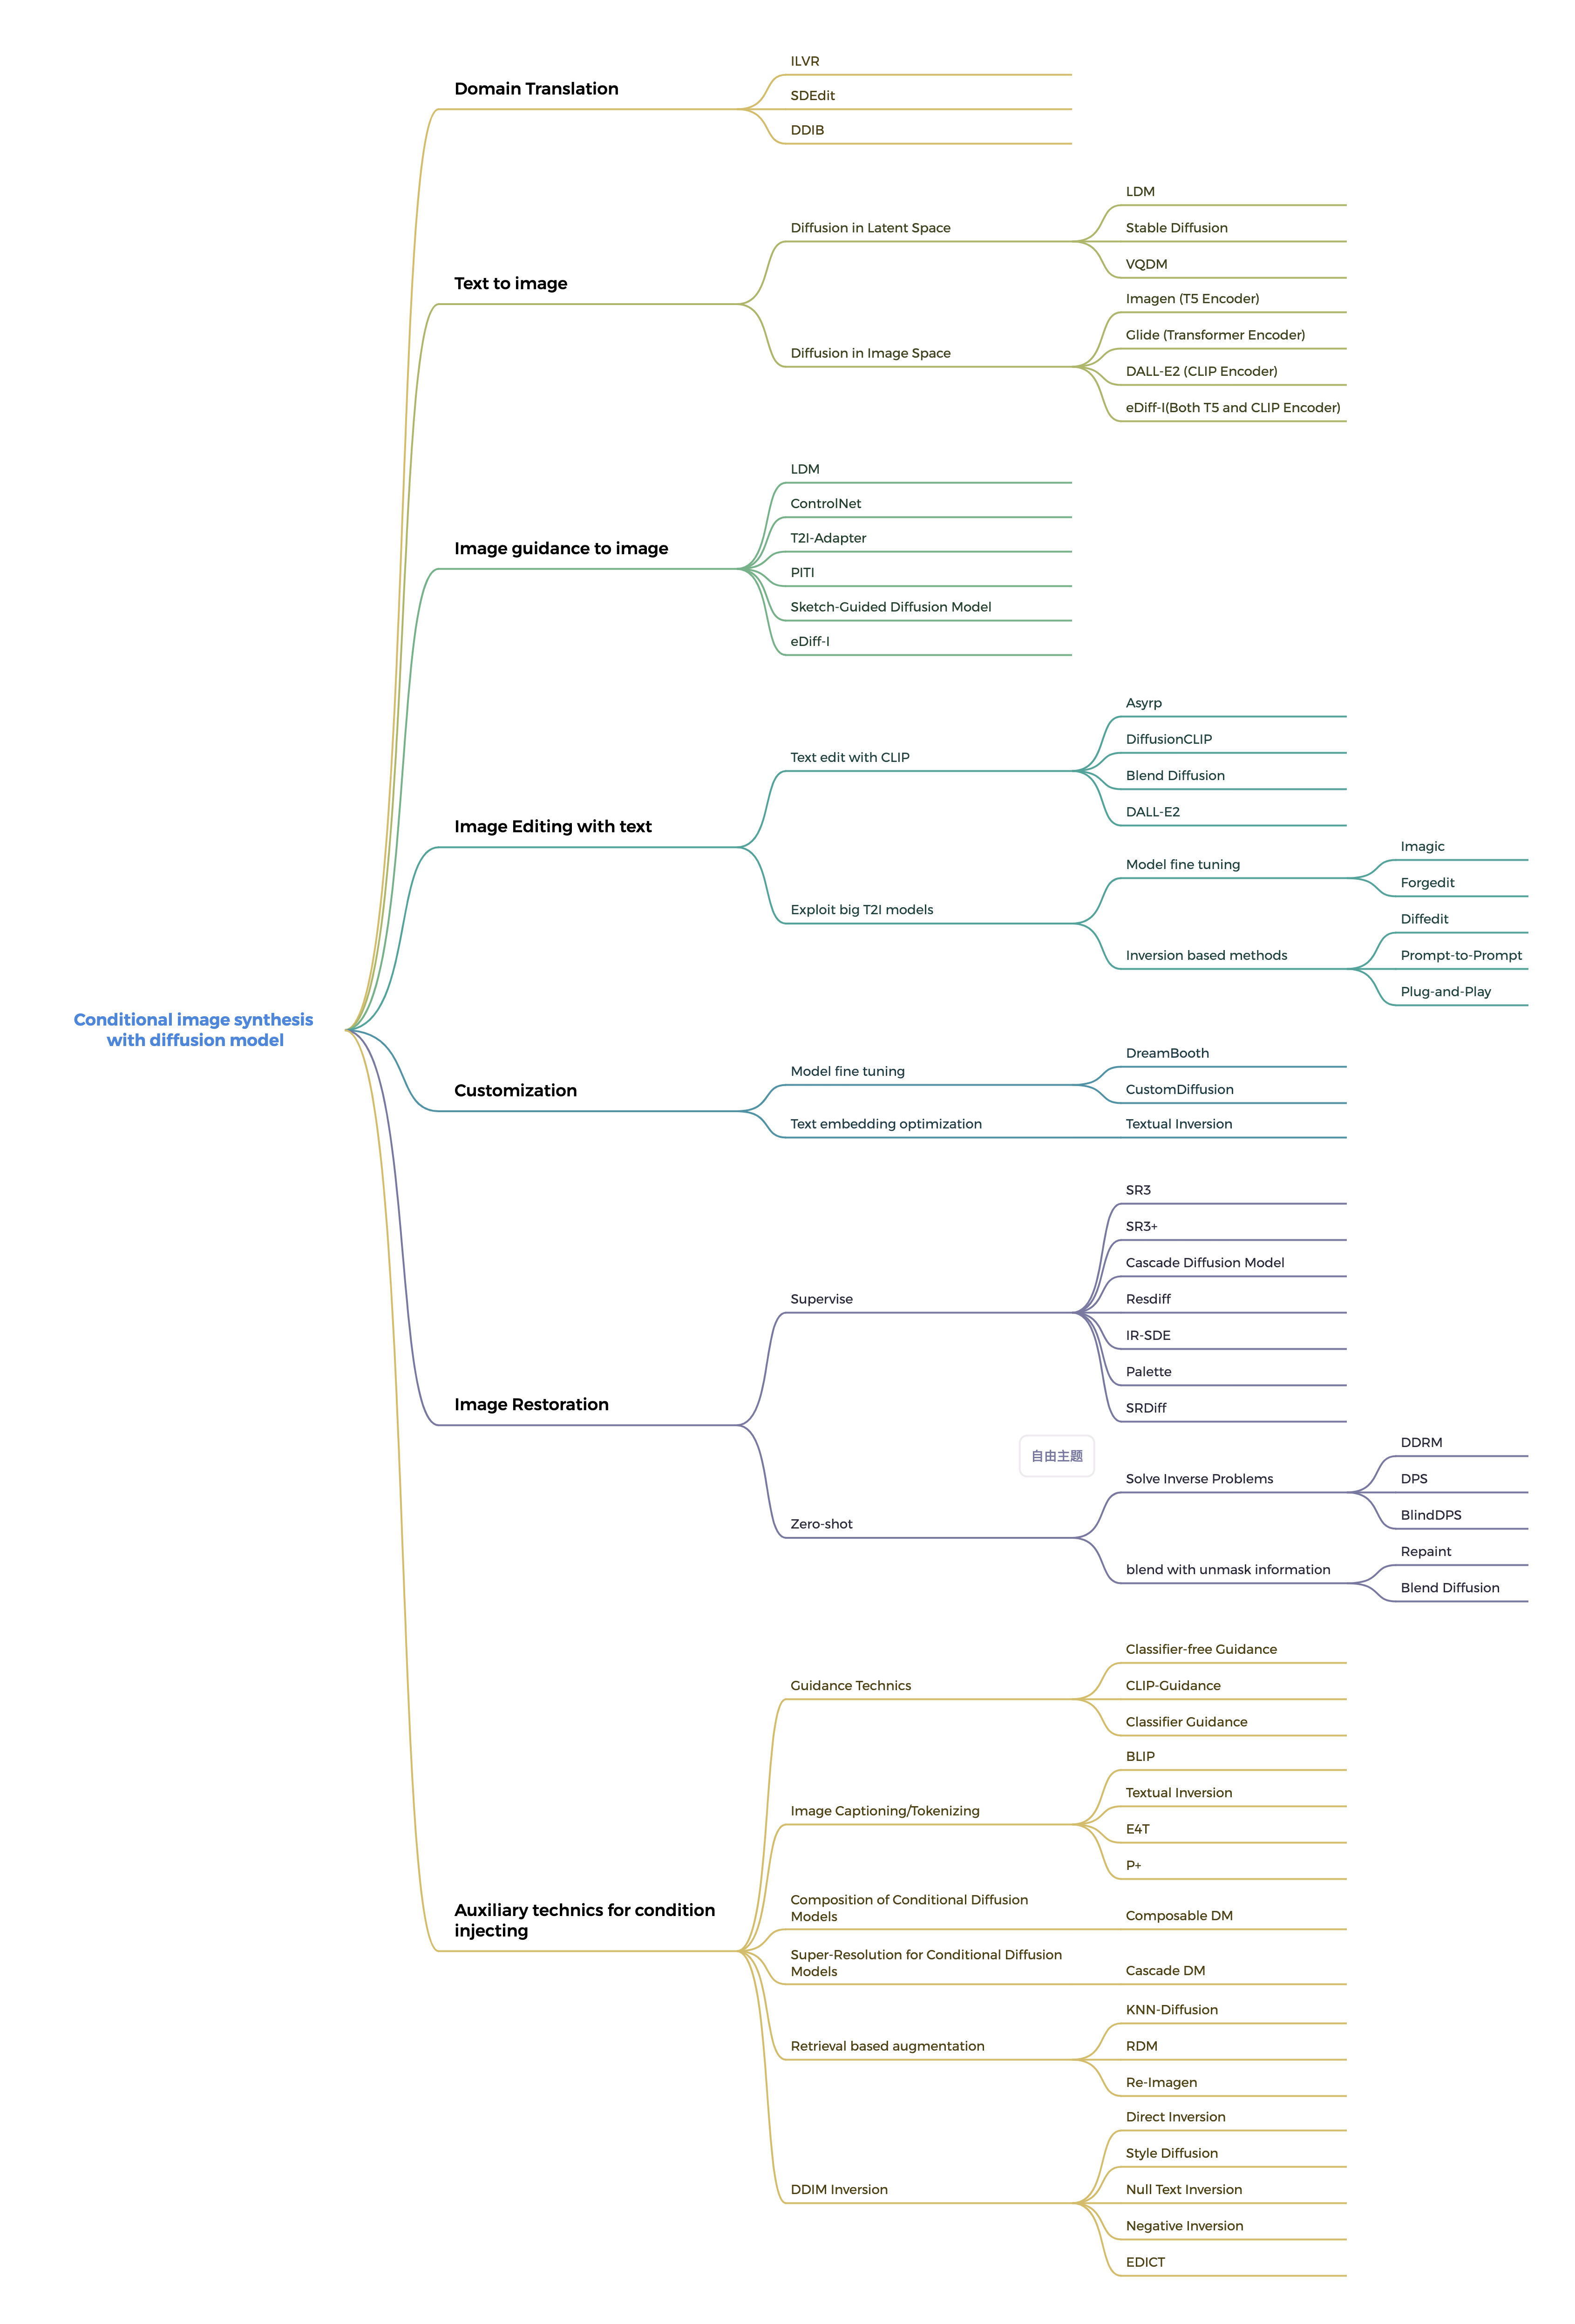 Conditional image synthesis
with diffusion model
Domain Translation
ILVR
SDEdit
DDIB
Text to image
Diffusion in Latent Space
LDM
Stable Diffusion
VQDM
Diffusion in Image Space
Imagen (T5 Encoder)
Glide (Transformer Encoder)
DALL-E2 (CLIP Encoder)
eDiff-I(Both T5 and CLIP Encoder)
Image guidance to image
LDM
ControlNet
T2I-Adapter
PITI
Sketch-Guided Diffusion Model
eDiff-I
Image Editing with text
Text edit with CLIP
Asyrp
DiffusionCLIP
Blend Diffusion
DALL-E2
Exploit big T2I models
Model fine tuning
Imagic
Forgedit
Inversion based methods
Diffedit
Prompt-to-Prompt
Plug-and-Play
Customization
Model fine tuning
DreamBooth
CustomDiffusion
Text embedding optimization
Textual Inversion
Image Restoration
Supervise
SR3
SR3+
Cascade Diffusion Model
Resdiff
IR-SDE
Palette
SRDiff
自由主题
Zero-shot
Solve Inverse Problems
DDRM
DPS
BlindDPS
blend with unmask information
Repaint
Blend Diffusion
Auxiliary technics for condition
injecting
Guidance Technics
Classifier-free Guidance
CLIP-Guidance
Classifier Guidance
Image Captioning/Tokenizing
BLIP
Textual Inversion
E4T
P+
Composition of Conditional Diffusion
Models
Composable DM
Super-Resolution for Conditional Diffusion
Models
Cascade DM
Retrieval based augmentation
KNN-Diffusion
RDM
Re-Imagen
DDIM Inversion
Direct Inversion
Style Diffusion
Null Text Inversion
Negative Inversion
EDICT